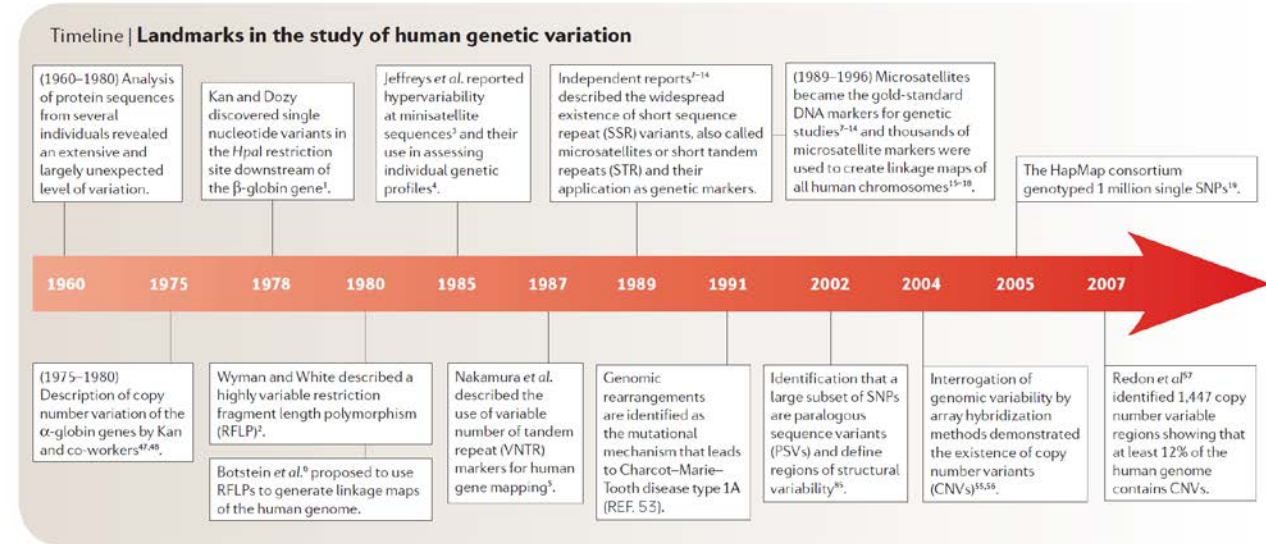 Timeline | Landmarks in the study of human genetic variation
(1960–1980) Analysis
of protein sequences
from several
individuals revealed
an extensive and
largely unexpected
level of variation.
Kan and Dozy
discovered single
nucleotide variants in
the HpaI restriction
site downstream of
the β-globin gene¹.
Jeffreys et al. reported
hypervariability
at minisatellite
sequences³ and their
use in assessing
individual genetic
profiles⁴.
Independent reports⁷⁻¹⁴
described the widespread
existence of short sequence
repeat (SSR) variants, also called
microsatellites or short tandem
repeats (STR) and their
application as genetic markers.
(1989–1996) Microsatellites
became the gold-standard
DNA markers for genetic
studies⁷⁻¹⁴ and thousands of
microsatellite markers were
used to create linkage maps of
all human chromosomes¹⁵⁻¹⁸.
The HapMap consortium
genotyped 1 million single SNPs¹⁹.
1960 1975 1978 1980 1985 1987 1989 1991 2002 2004 2005 2007
(1975–1980)
Description of copy
number variation of the
α-globin genes by Kan
and co-workers⁴⁷,⁴⁸.
Wyman and White described a
highly variable restriction
fragment length polymorphism
(RFLP)².
Botstein et al.⁶ proposed to use
RFLPs to generate linkage maps
of the human genome.
Nakamura et al.
described the
use of variable
number of tandem
repeat (VNTR)
markers for human
gene mapping⁵.
Genomic
rearrangements
are identified as
the mutational
mechanism that leads
to Charcot–Marie–
Tooth disease type 1A
(REF. 53).
Identification that a
large subset of SNPs
are paralogous
sequence variants
(PSVs) and define
regions of structural
variability⁸⁵.
Interrogation of
genomic variability by
array hybridization
methods demonstrated
the existence of copy
number variants
(CNVs)⁵⁵,⁵⁶.
Redon et al⁵⁷
identified 1,447 copy
number variable
regions showing that
at least 12% of the
human genome
contains CNVs.